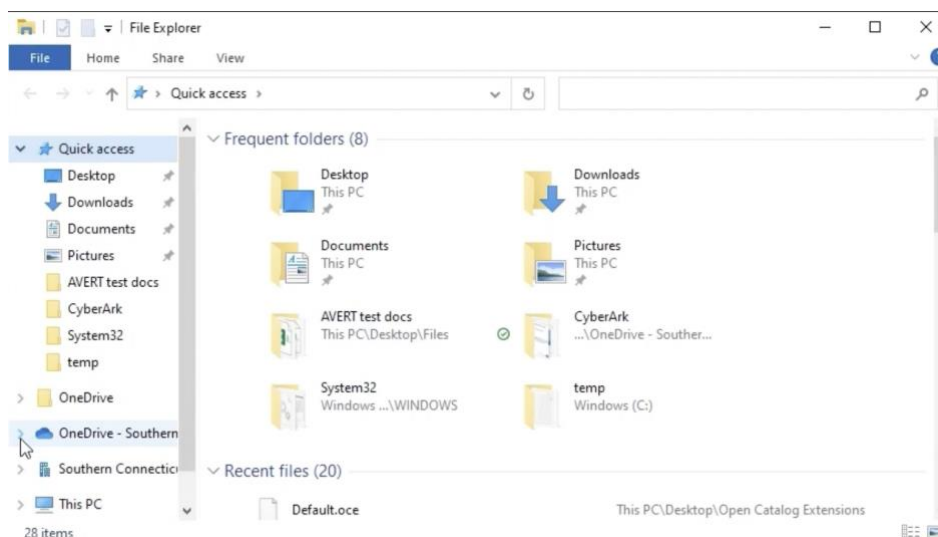 File Explorer
File Home Share View
Quick access
Quick access
Desktop
Downloads
Documents
Pictures
AVERT test docs
CyberArk
System32
temp
OneDrive
OneDrive - Southern
Southern Connectic
This PC
28 items
Frequent folders (8)
Desktop
This PC
Downloads
This PC
Documents
This PC
Pictures
This PC
AVERT test docs
This PC\Desktop\Files
CyberArk
...\OneDrive - Souther...
System32
Windows ...\WINDOWS
temp
Windows (C:)
Recent files (20)
Default.oce This PC\Desktop\Open Catalog Extensions